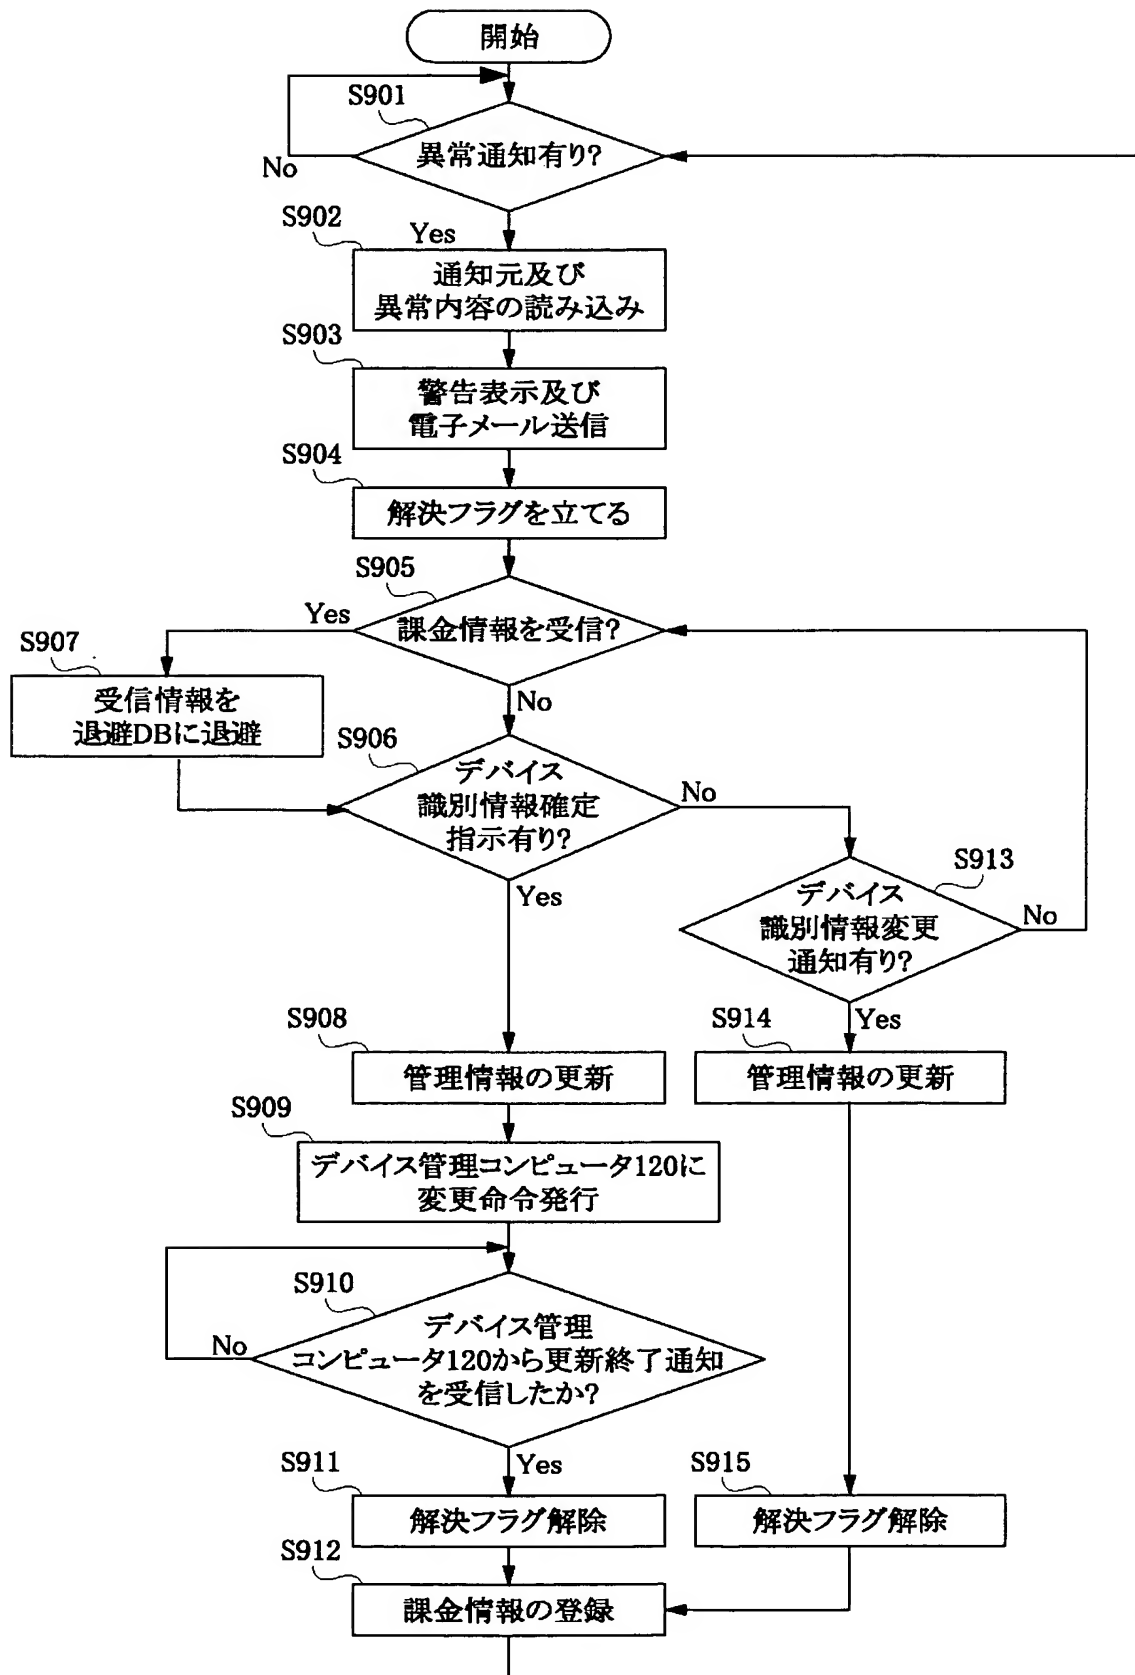 開始
S901
異常通知有り?
No
Yes
S902
通知元及び
異常内容の読み込み
S903
警告表示及び
電子メール送信
S904
解決フラグを立てる
S905
課金情報を受信?
Yes
No
S907
受信情報を
退避DBに退避
S906
デバイス
識別情報確定
指示有り?
No
Yes
S913
デバイス
識別情報変更
通知有り?
No
Yes
S908
管理情報の更新
S914
管理情報の更新
S909
デバイス管理コンピュータ120に
変更命令発行
S910
デバイス管理
コンピュータ120から更新終了通知
を受信したか?
No
Yes
S911
解決フラグ解除
S915
解決フラグ解除
S912
課金情報の登録